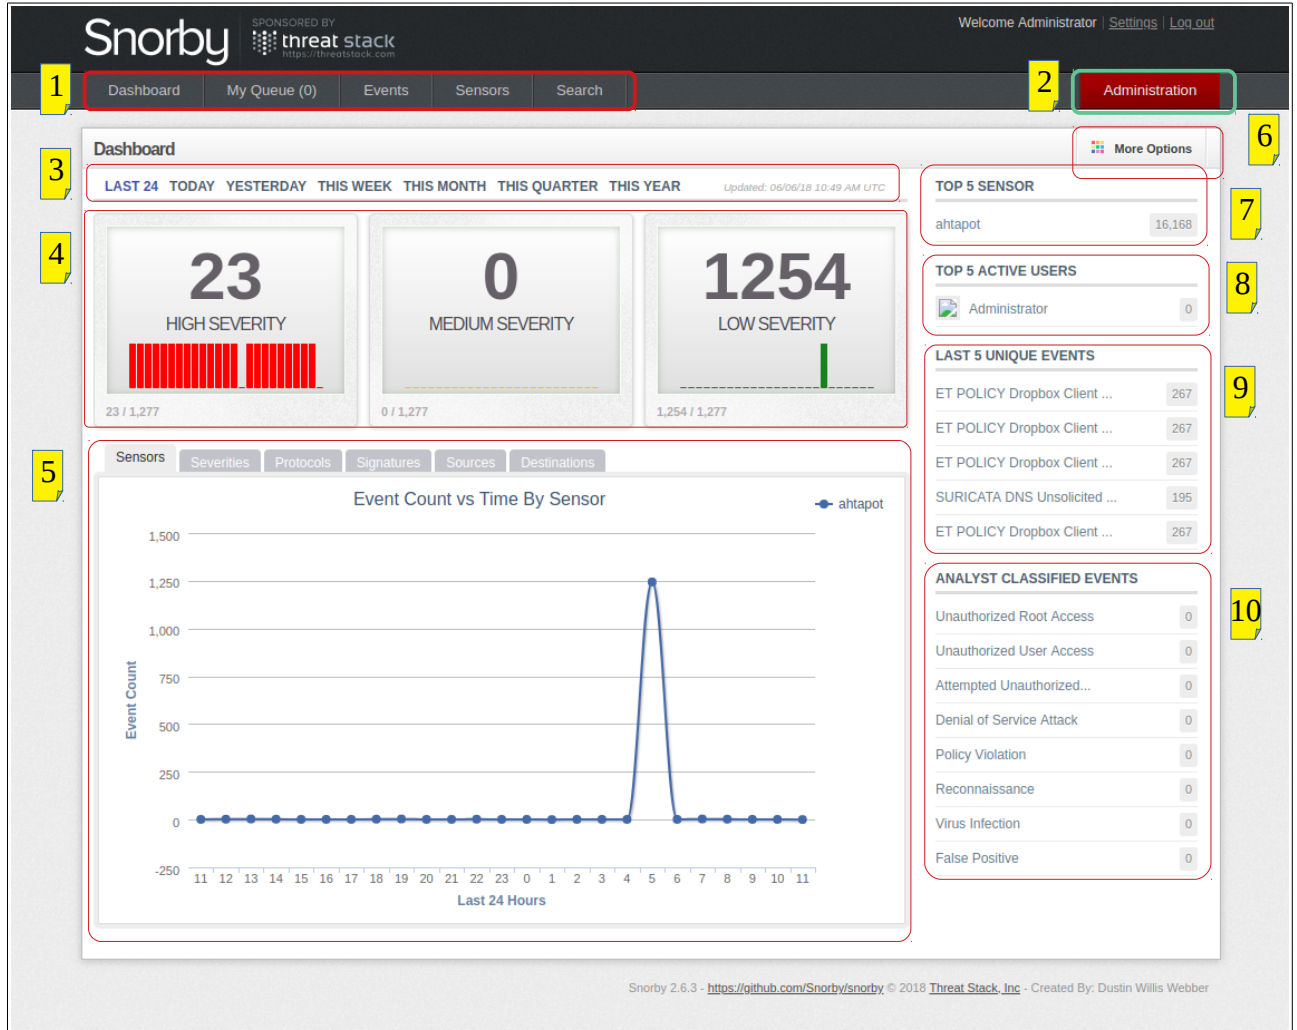 Snorby
SPONSORED BY
threat stack
https://threatstack.com
Welcome Administrator | Settings | Log out
1
Dashboard My Queue (0) Events Sensors Search
2
Administration
6
Dashboard
More Options
3
LAST 24 TODAY YESTERDAY THIS WEEK THIS MONTH THIS QUARTER THIS YEAR Updated: 06/06/18 10:49 AM UTC
4
23
HIGH SEVERITY
23 / 1,277
0
MEDIUM SEVERITY
0 / 1,277
1254
LOW SEVERITY
1,254 / 1,277
5
Sensors Severities Protocols Signatures Sources Destinations
Event Count vs Time By Sensor
ahtapot
1,500
1,250
1,000
750
500
250
0
-250
Event Count
11 12 13 14 15 16 17 18 19 20 21 22 23 0 1 2 3 4 5 6 7 8 9 10 11
Last 24 Hours
TOP 5 SENSOR
7
ahtapot 16,168
TOP 5 ACTIVE USERS
8
Administrator 0
LAST 5 UNIQUE EVENTS
9
ET POLICY Dropbox Client ... 267
ET POLICY Dropbox Client ... 267
ET POLICY Dropbox Client ... 267
SURICATA DNS Unsolicited ... 195
ET POLICY Dropbox Client ... 267
ANALYST CLASSIFIED EVENTS
10
Unauthorized Root Access 0
Unauthorized User Access 0
Attempted Unauthorized... 0
Denial of Service Attack 0
Policy Violation 0
Reconnaissance 0
Virus Infection 0
False Positive 0
Snorby 2.6.3 - https://github.com/Snorby/snorby © 2018 Threat Stack, Inc - Created By: Dustin Willis Webber